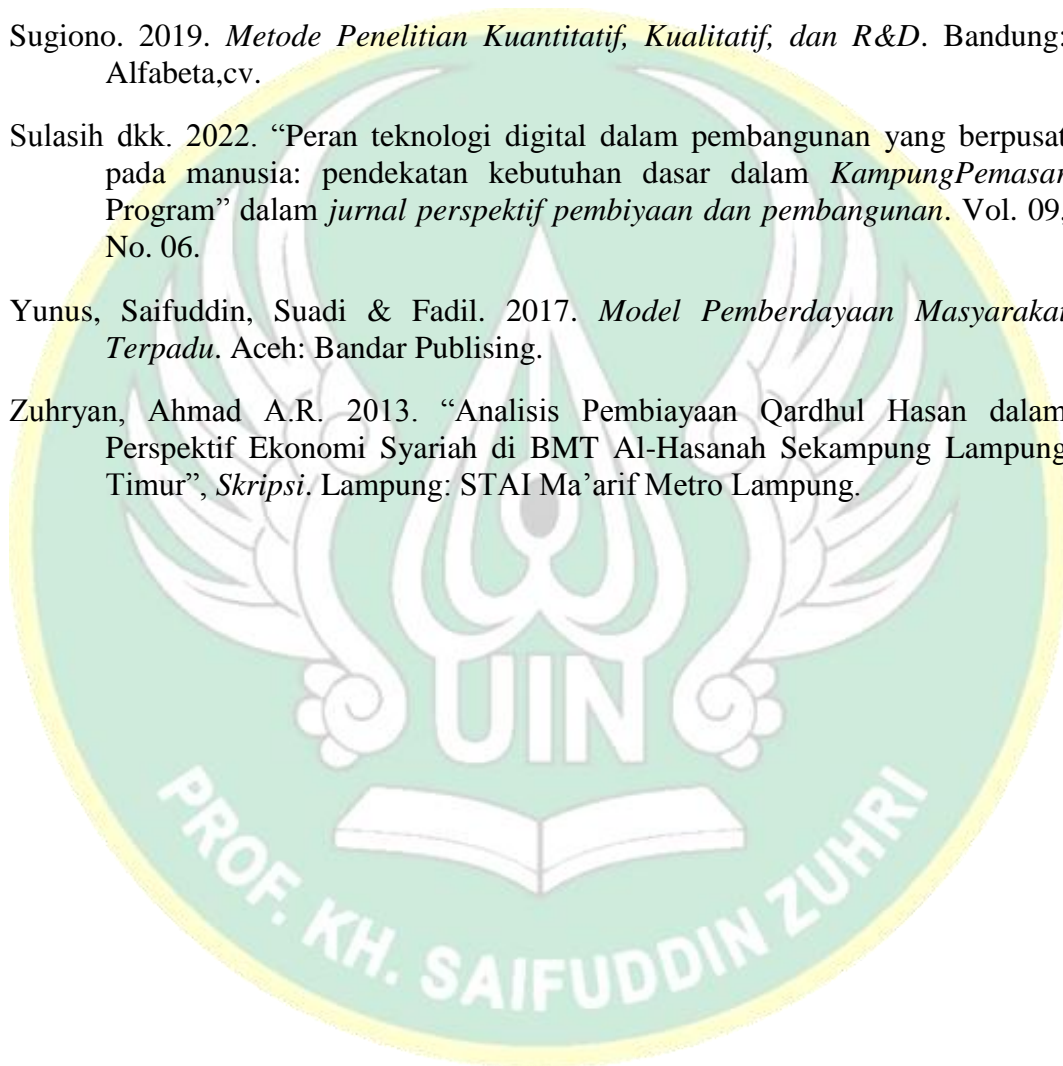 Sugiono. 2019. Metode Penelitian Kuantitatif, Kualitatif, dan R&D. Bandung:
Alfabeta,cv.
Sulasih dkk. 2022. “Peran teknologi digital dalam pembangunan yang berpusat
pada manusia: pendekatan kebutuhan dasar dalam KampungPemasar
Program” dalam jurnal perspektif pembiyaan dan pembangunan. Vol. 09,
No. 06.
Yunus, Saifuddin, Suadi & Fadil. 2017. Model Pemberdayaan Masyarakat
Terpadu. Aceh: Bandar Publising.
Zuhryan, Ahmad A.R. 2013. “Analisis Pembiayaan Qardhul Hasan dalam
Perspektif Ekonomi Syariah di BMT Al-Hasanah Sekampung Lampung
Timur”, Skripsi. Lampung: STAI Ma’arif Metro Lampung.
UIN
PROF. KH. SAIFUDDIN ZUHRI